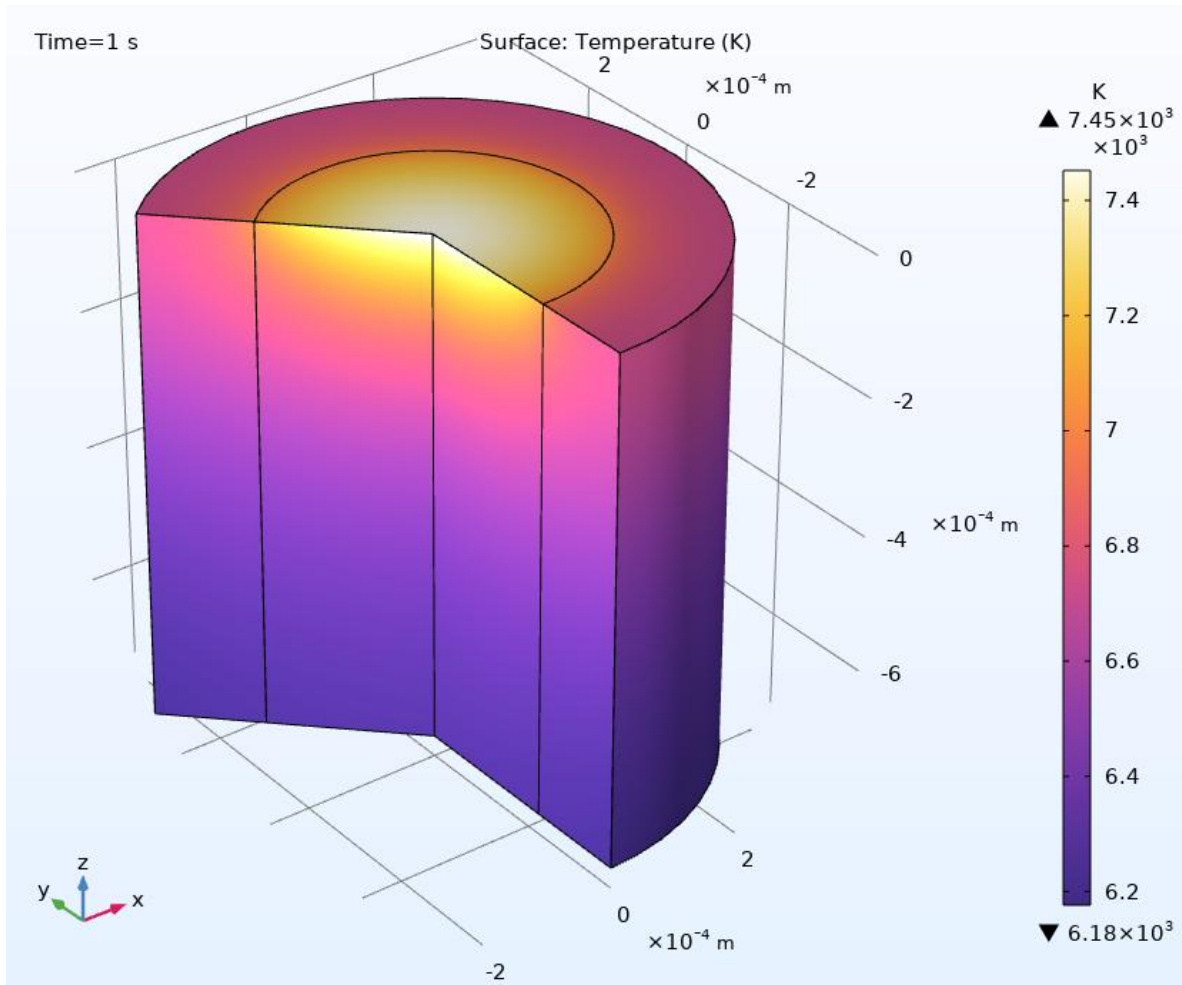 Time=1 s
Surface: Temperature (K)
2
×10⁻⁴ m
0
-2
0
-2
-4
×10⁻⁴ m
-6
2
0
×10⁻⁴ m
-2
K
▲ 7.45×10³
×10³
7.4
7.2
7
6.8
6.6
6.4
6.2
▼ 6.18×10³
z
y
x